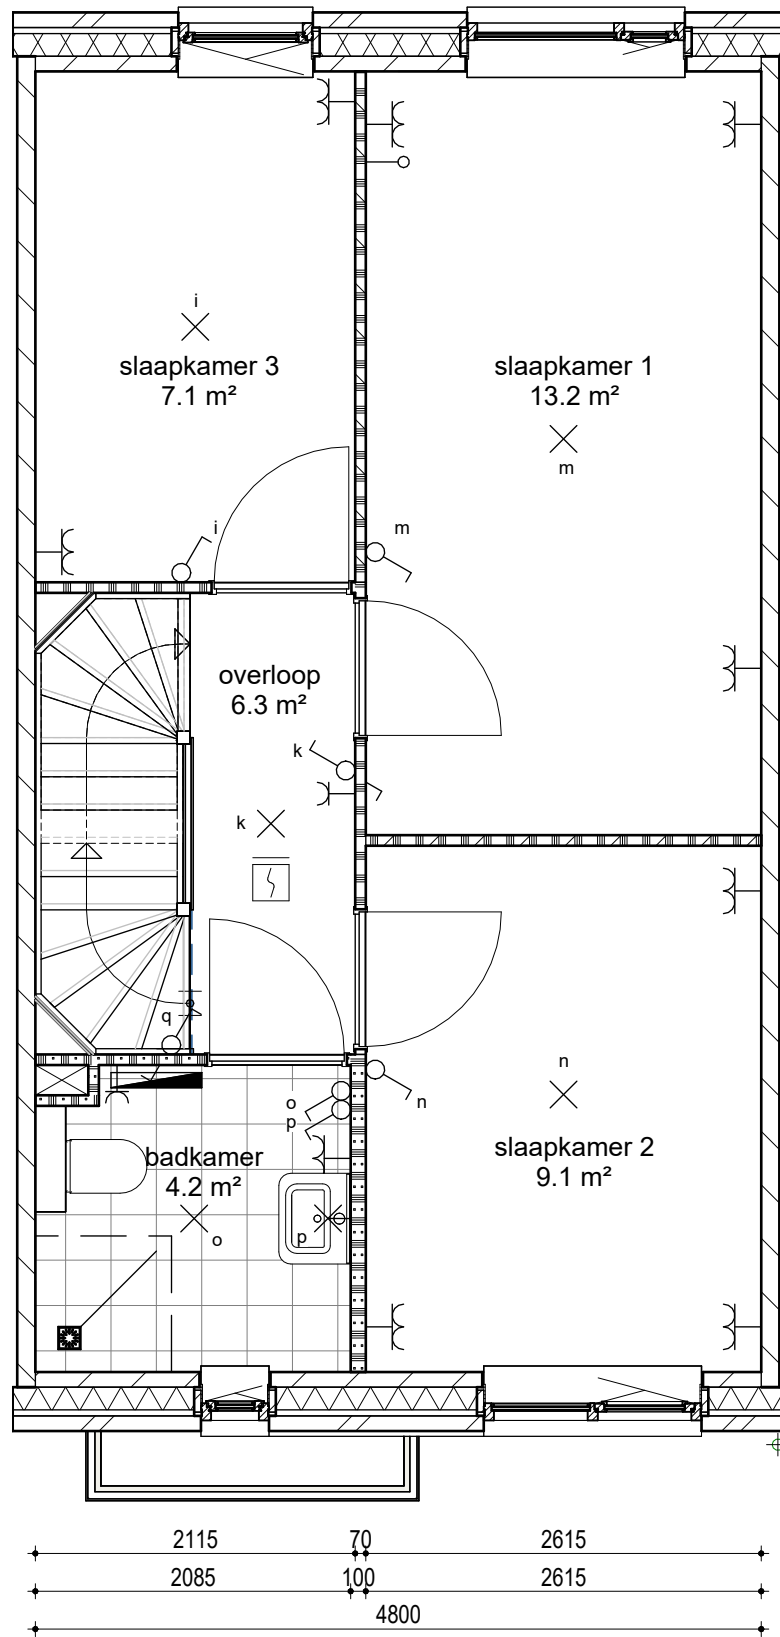 i
slaapkamer 3
7.1 m²
slaapkamer 1
13.2 m²
m
i
m
overloop
6.3 m²
k
k
q
n
o
n
p
badkamer
4.2 m²
slaapkamer 2
9.1 m²
o
p
2115 70 2615
2085 100 2615
4800